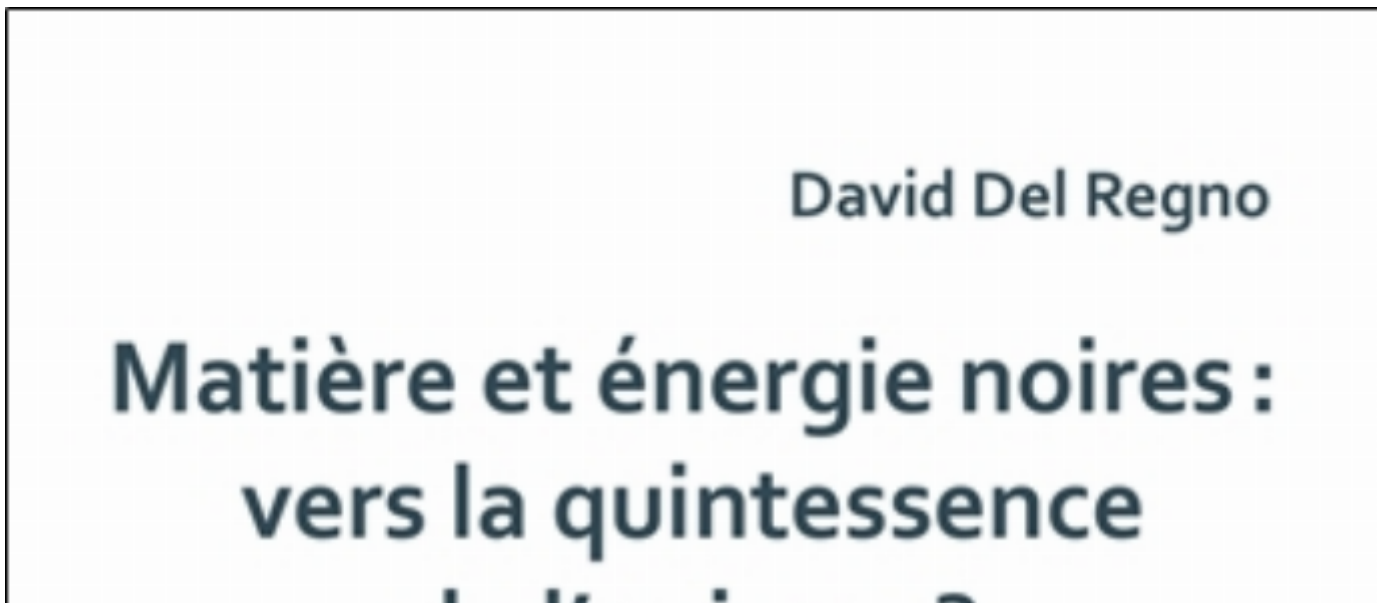 David Del Regno
Matière et énergie noires :
vers la quintessence